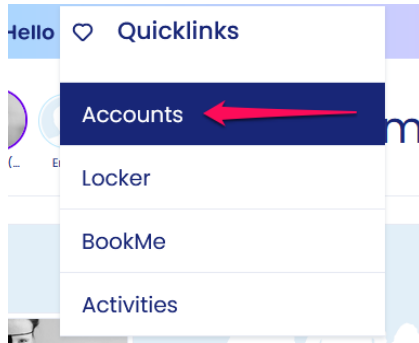 Hello
Quicklinks
Accounts
Locker
BookMe
Activities